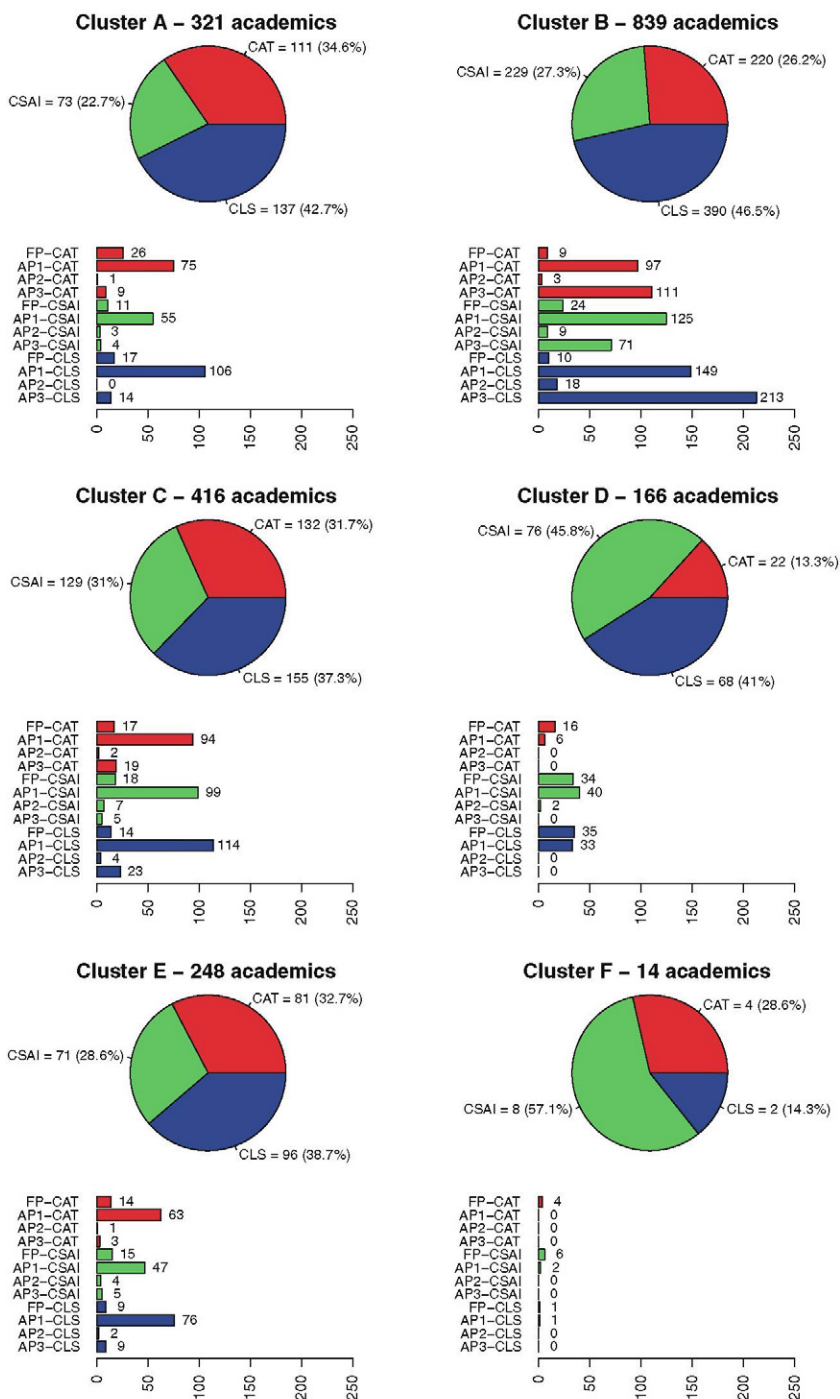 Cluster A – 321 academics
CAT = 111 (34.6%)
CSAI = 73 (22.7%)
CLS = 137 (42.7%)
FP–CAT 26
AP1–CAT 75
AP2–CAT 1
AP3–CAT 9
FP–CSAI 11
AP1–CSAI 55
AP2–CSAI 3
AP3–CSAI 4
FP–CLS 17
AP1–CLS 106
AP2–CLS 0
AP3–CLS 14
0 50 100 150 200 250
Cluster B – 839 academics
CAT = 220 (26.2%)
CSAI = 229 (27.3%)
CLS = 390 (46.5%)
FP–CAT 9
AP1–CAT 97
AP2–CAT 3
AP3–CAT 111
FP–CSAI 24
AP1–CSAI 125
AP2–CSAI 9
AP3–CSAI 71
FP–CLS 10
AP1–CLS 149
AP2–CLS 18
AP3–CLS 213
0 50 100 150 200 250
Cluster C – 416 academics
CAT = 132 (31.7%)
CSAI = 129 (31%)
CLS = 155 (37.3%)
FP–CAT 17
AP1–CAT 94
AP2–CAT 2
AP3–CAT 19
FP–CSAI 18
AP1–CSAI 99
AP2–CSAI 7
AP3–CSAI 5
FP–CLS 14
AP1–CLS 114
AP2–CLS 4
AP3–CLS 23
0 50 100 150 200 250
Cluster D – 166 academics
CSAI = 76 (45.8%)
CAT = 22 (13.3%)
CLS = 68 (41%)
FP–CAT 16
AP1–CAT 6
AP2–CAT 0
AP3–CAT 0
FP–CSAI 34
AP1–CSAI 40
AP2–CSAI 2
AP3–CSAI 0
FP–CLS 35
AP1–CLS 33
AP2–CLS 0
AP3–CLS 0
0 50 100 150 200 250
Cluster E – 248 academics
CAT = 81 (32.7%)
CSAI = 71 (28.6%)
CLS = 96 (38.7%)
FP–CAT 14
AP1–CAT 63
AP2–CAT 1
AP3–CAT 3
FP–CSAI 15
AP1–CSAI 47
AP2–CSAI 4
AP3–CSAI 5
FP–CLS 9
AP1–CLS 76
AP2–CLS 2
AP3–CLS 9
0 50 100 150 200 250
Cluster F – 14 academics
CAT = 4 (28.6%)
CSAI = 8 (57.1%)
CLS = 2 (14.3%)
FP–CAT 4
AP1–CAT 0
AP2–CAT 0
AP3–CAT 0
FP–CSAI 6
AP1–CSAI 2
AP2–CSAI 0
AP3–CSAI 0
FP–CLS 1
AP1–CLS 1
AP2–CLS 0
AP3–CLS 0
0 50 100 150 200 250